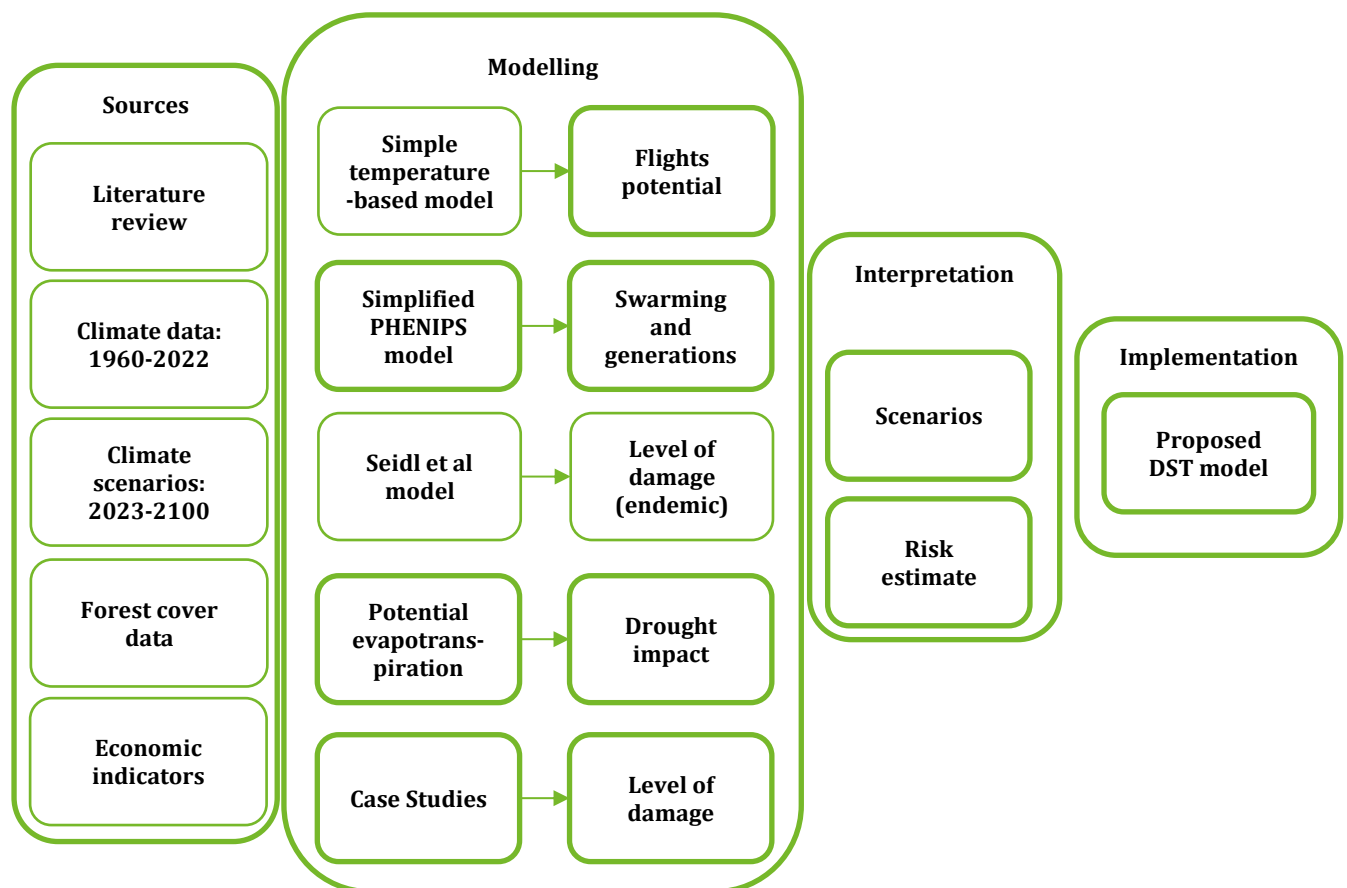 Sources
Literature
review
Climate data:
1960-2022
Climate
scenarios:
2023-2100
Forest cover
data
Economic
indicators
Modelling
Simple
temperature
-based model
Flights
potential
Simplified
PHENIPS
model
Swarming
and
generations
Seidl et al
model
Level of
damage
(endemic)
Potential
evapotrans-
piration
Drought
impact
Case Studies
Level of
damage
Interpretation
Scenarios
Risk
estimate
Implementation
Proposed
DST model